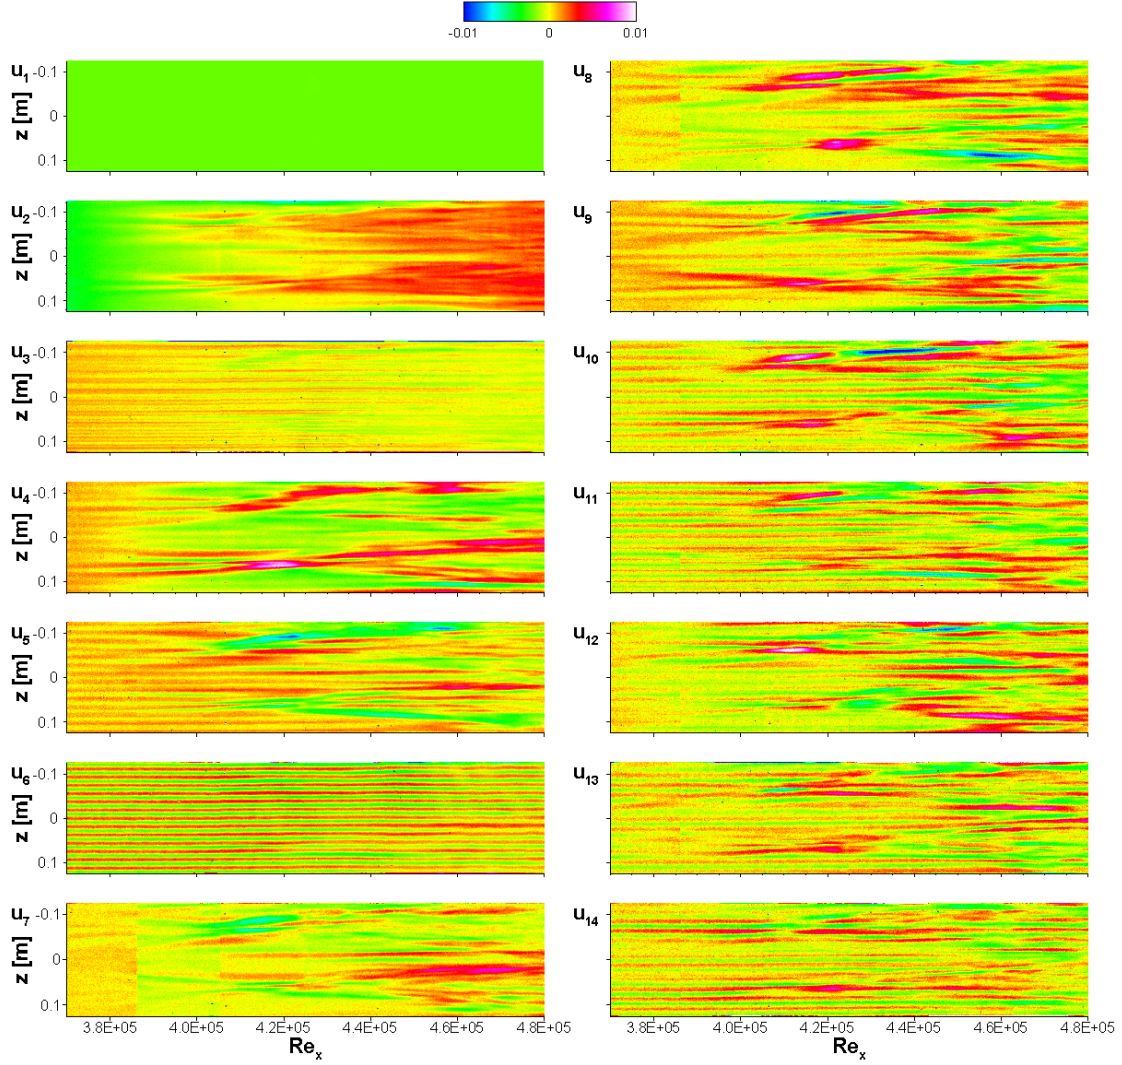 -0.01 0 0.01
u1 -0.1
z [m] 0
0.1
u2 -0.1
z [m] 0
0.1
u3 -0.1
z [m] 0
0.1
u4 -0.1
z [m] 0
0.1
u5 -0.1
z [m] 0
0.1
u6 -0.1
z [m] 0
0.1
u7 -0.1
z [m] 0
0.1
3.8E+05 4.0E+05 4.2E+05 4.4E+05 4.6E+05 4.8E+05
Rex
u8
u9
u10
u11
u12
u13
u14
3.8E+05 4.0E+05 4.2E+05 4.4E+05 4.6E+05 4.8E+05
Rex